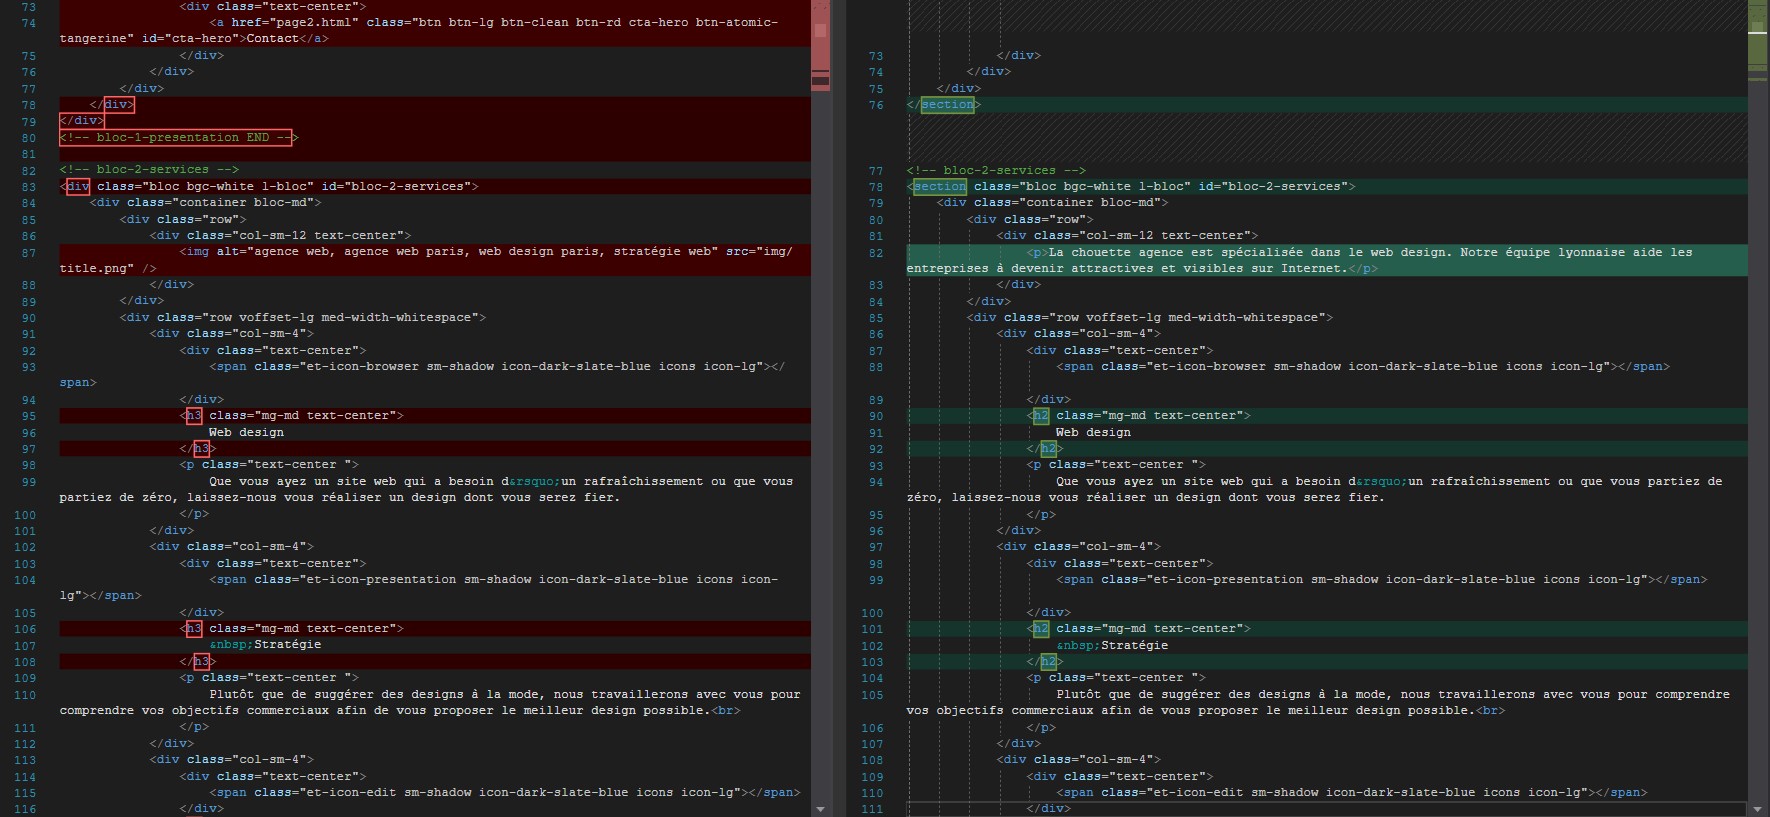 73 <div class="text-center">
74 <a href="page2.html" class="btn btn-lg btn-clean btn-rd cta-hero btn-atomic-
tangerine" id="cta-hero">Contact</a>
75 </div>
76 </div>
77 </div>
78 </div>
79 </div>
80 <!-- bloc-1-presentation END -->
81
82 <!-- bloc-2-services -->
83 <div class="bloc bgc-white l-bloc" id="bloc-2-services">
84 <div class="container bloc-md">
85 <div class="row">
86 <div class="col-sm-12 text-center">
87 <img alt="agence web, agence web paris, web design paris, stratégie web" src="img/
title.png" />
88 </div>
89 </div>
90 <div class="row voffset-lg med-width-whitespace">
91 <div class="col-sm-4">
92 <div class="text-center">
93 <span class="et-icon-browser sm-shadow icon-dark-slate-blue icons icon-lg"></
span>
94 </div>
95 <h3 class="mg-md text-center">
96 Web design
97 </h3>
98 <p class="text-center ">
99 Que vous ayez un site web qui a besoin d&rsquo;un rafraîchissement ou que vous
partiez de zéro, laissez-nous vous réaliser un design dont vous serez fier.
100 </p>
101 </div>
102 <div class="col-sm-4">
103 <div class="text-center">
104 <span class="et-icon-presentation sm-shadow icon-dark-slate-blue icons icon-
lg"></span>
105 </div>
106 <h3 class="mg-md text-center">
107 &nbsp;Stratégie
108 </h3>
109 <p class="text-center ">
110 Plutôt que de suggérer des designs à la mode, nous travaillerons avec vous pour
comprendre vos objectifs commerciaux afin de vous proposer le meilleur design possible.<br>
111 </p>
112 </div>
113 <div class="col-sm-4">
114 <div class="text-center">
115 <span class="et-icon-edit sm-shadow icon-dark-slate-blue icons icon-lg"></span>
116 </div>
73 </div>
74 </div>
75 </div>
76 </section>
77 <!-- bloc-2-services -->
78 <section class="bloc bgc-white l-bloc" id="bloc-2-services">
79 <div class="container bloc-md">
80 <div class="row">
81 <div class="col-sm-12 text-center">
82 <p>La chouette agence est spécialisée dans le web design. Notre équipe lyonnaise aide les
entreprises à devenir attractives et visibles sur Internet.</p>
83 </div>
84 </div>
85 <div class="row voffset-lg med-width-whitespace">
86 <div class="col-sm-4">
87 <div class="text-center">
88 <span class="et-icon-browser sm-shadow icon-dark-slate-blue icons icon-lg"></span>
89 </div>
90 <h2 class="mg-md text-center">
91 Web design
92 </h2>
93 <p class="text-center ">
94 Que vous ayez un site web qui a besoin d&rsquo;un rafraîchissement ou que vous partiez de
zéro, laissez-nous vous réaliser un design dont vous serez fier.
95 </p>
96 </div>
97 <div class="col-sm-4">
98 <div class="text-center">
99 <span class="et-icon-presentation sm-shadow icon-dark-slate-blue icons icon-lg"></span>
100 </div>
101 <h2 class="mg-md text-center">
102 &nbsp;Stratégie
103 </h2>
104 <p class="text-center ">
105 Plutôt que de suggérer des designs à la mode, nous travaillerons avec vous pour comprendre
vos objectifs commerciaux afin de vous proposer le meilleur design possible.<br>
106 </p>
107 </div>
108 <div class="col-sm-4">
109 <div class="text-center">
110 <span class="et-icon-edit sm-shadow icon-dark-slate-blue icons icon-lg"></span>
111 </div>